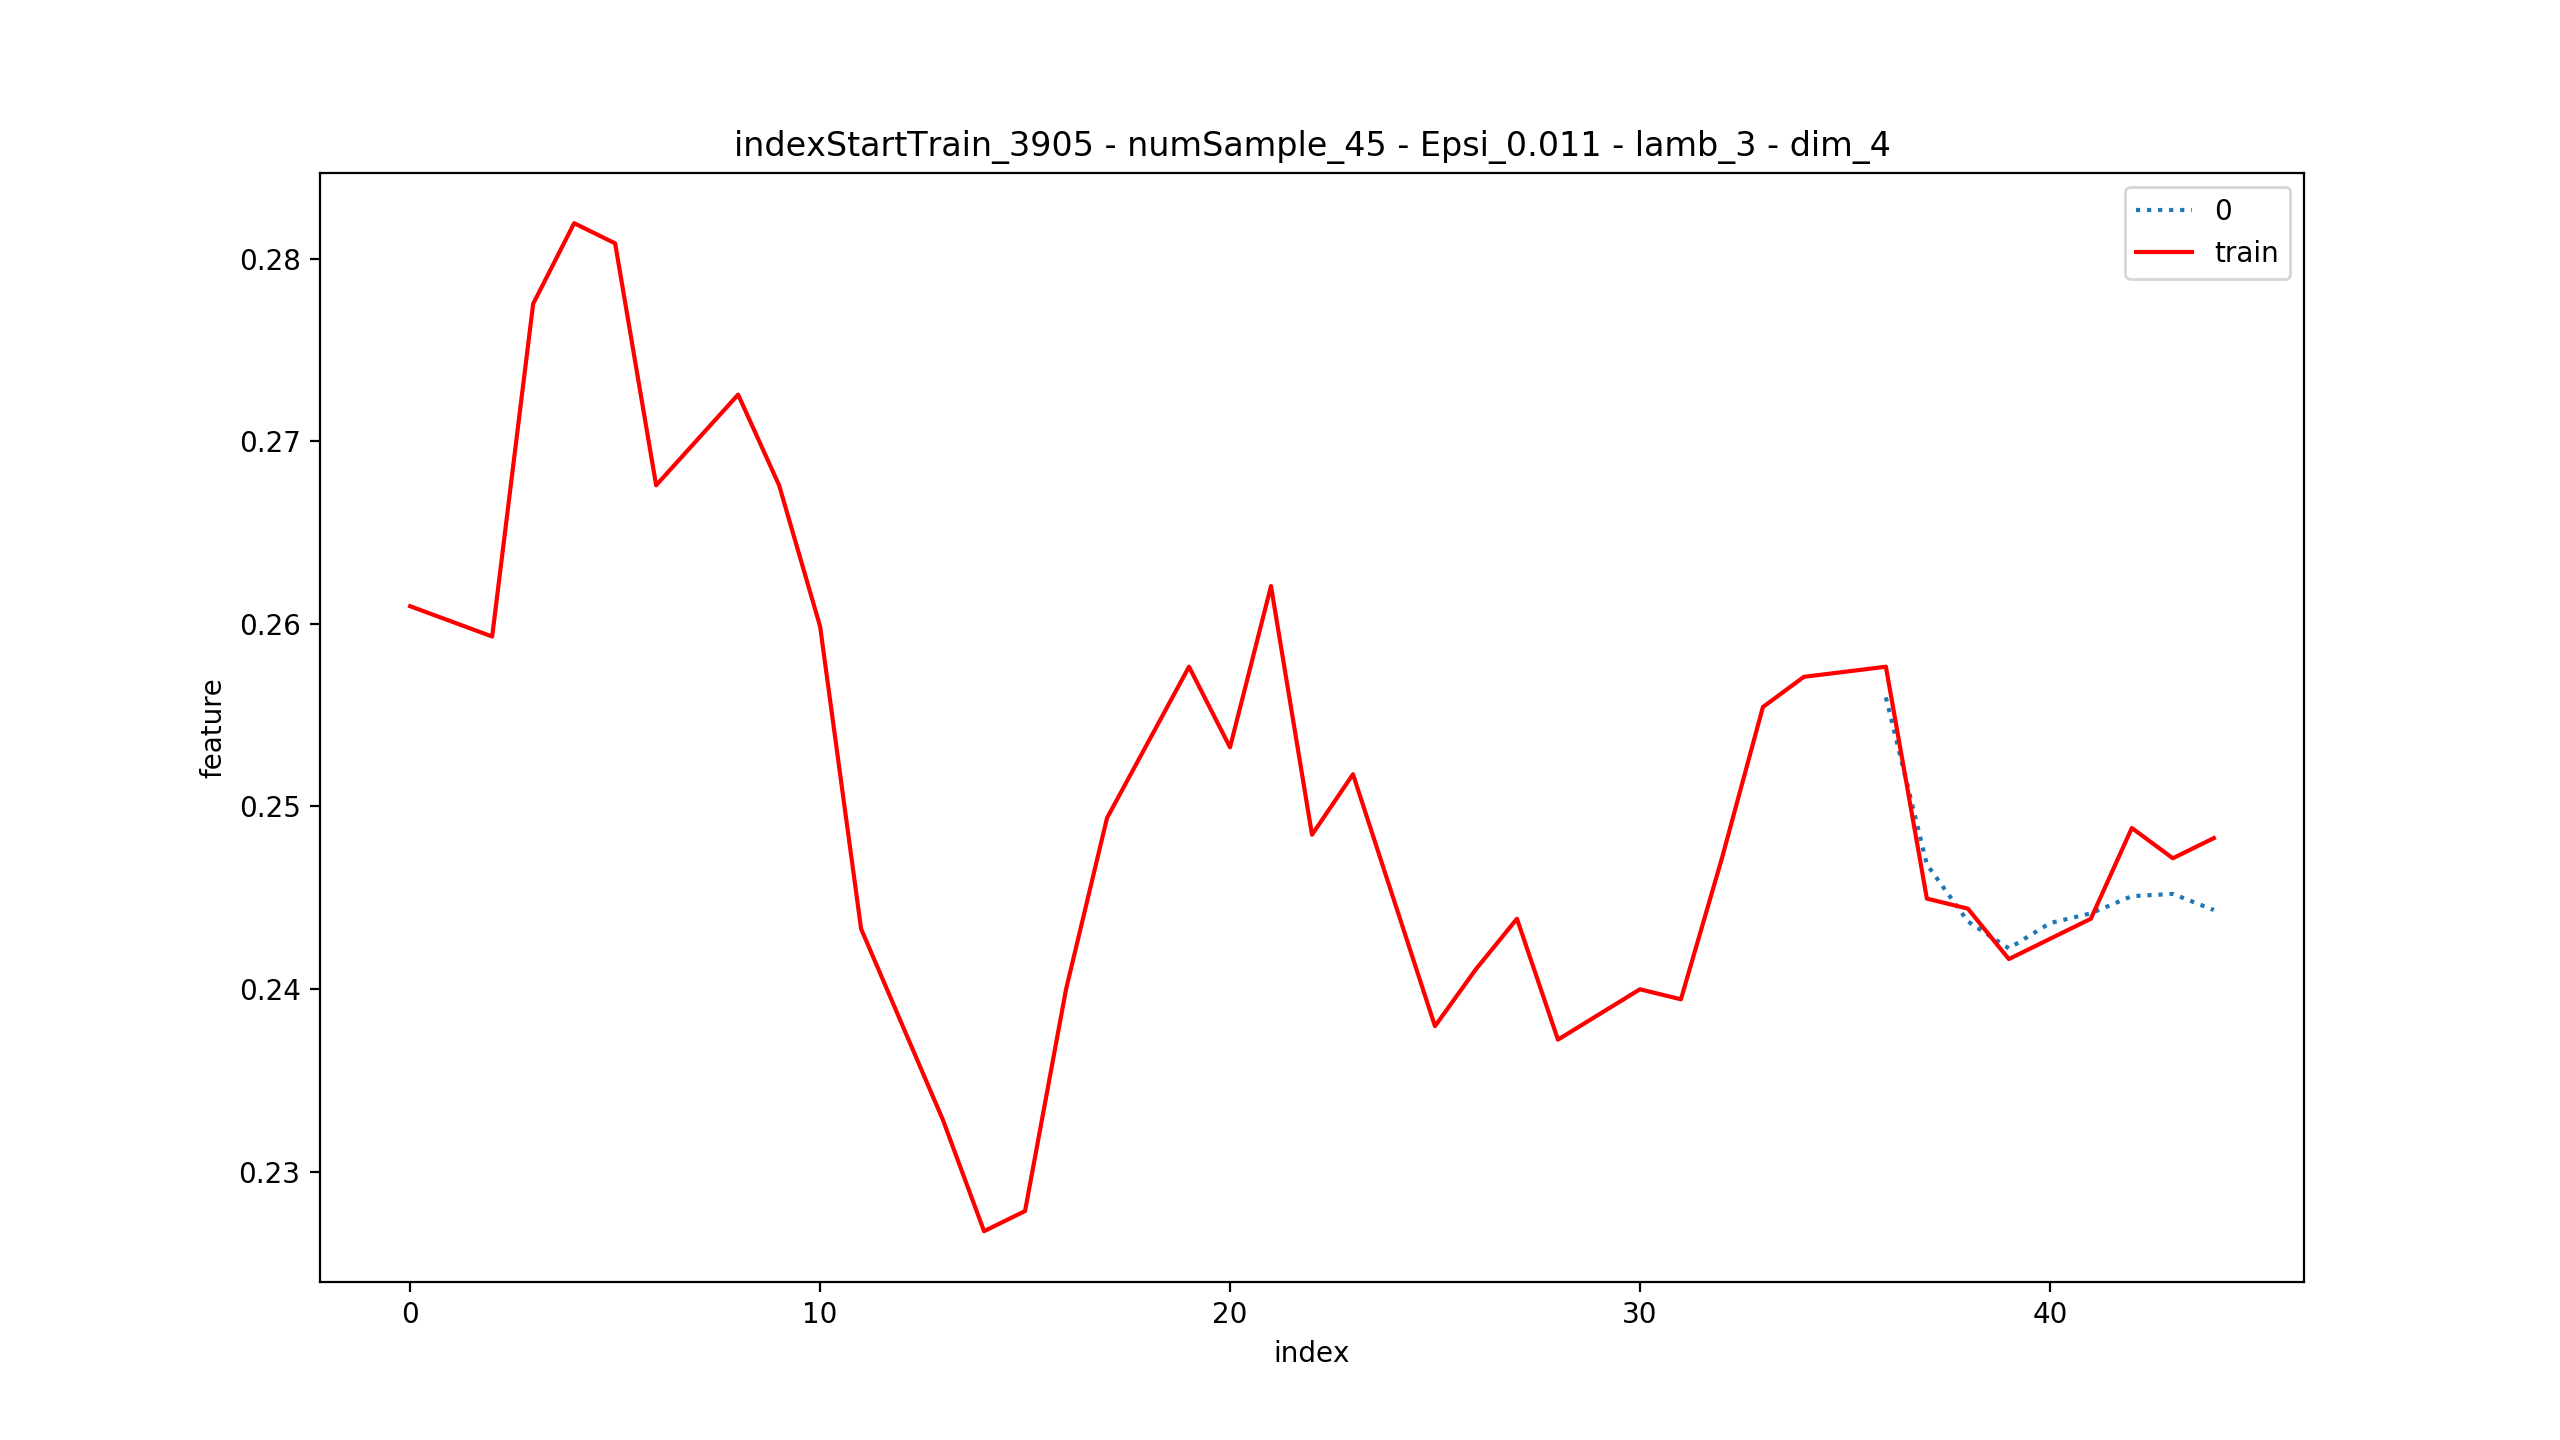 indexStartTrain_3905 - numSample_45 - Epsi_0.011 - lamb_3 - dim_4
0
train
0.28
0.27
0.26
0.25
0.24
0.23
feature
0 10 20 30 40
index